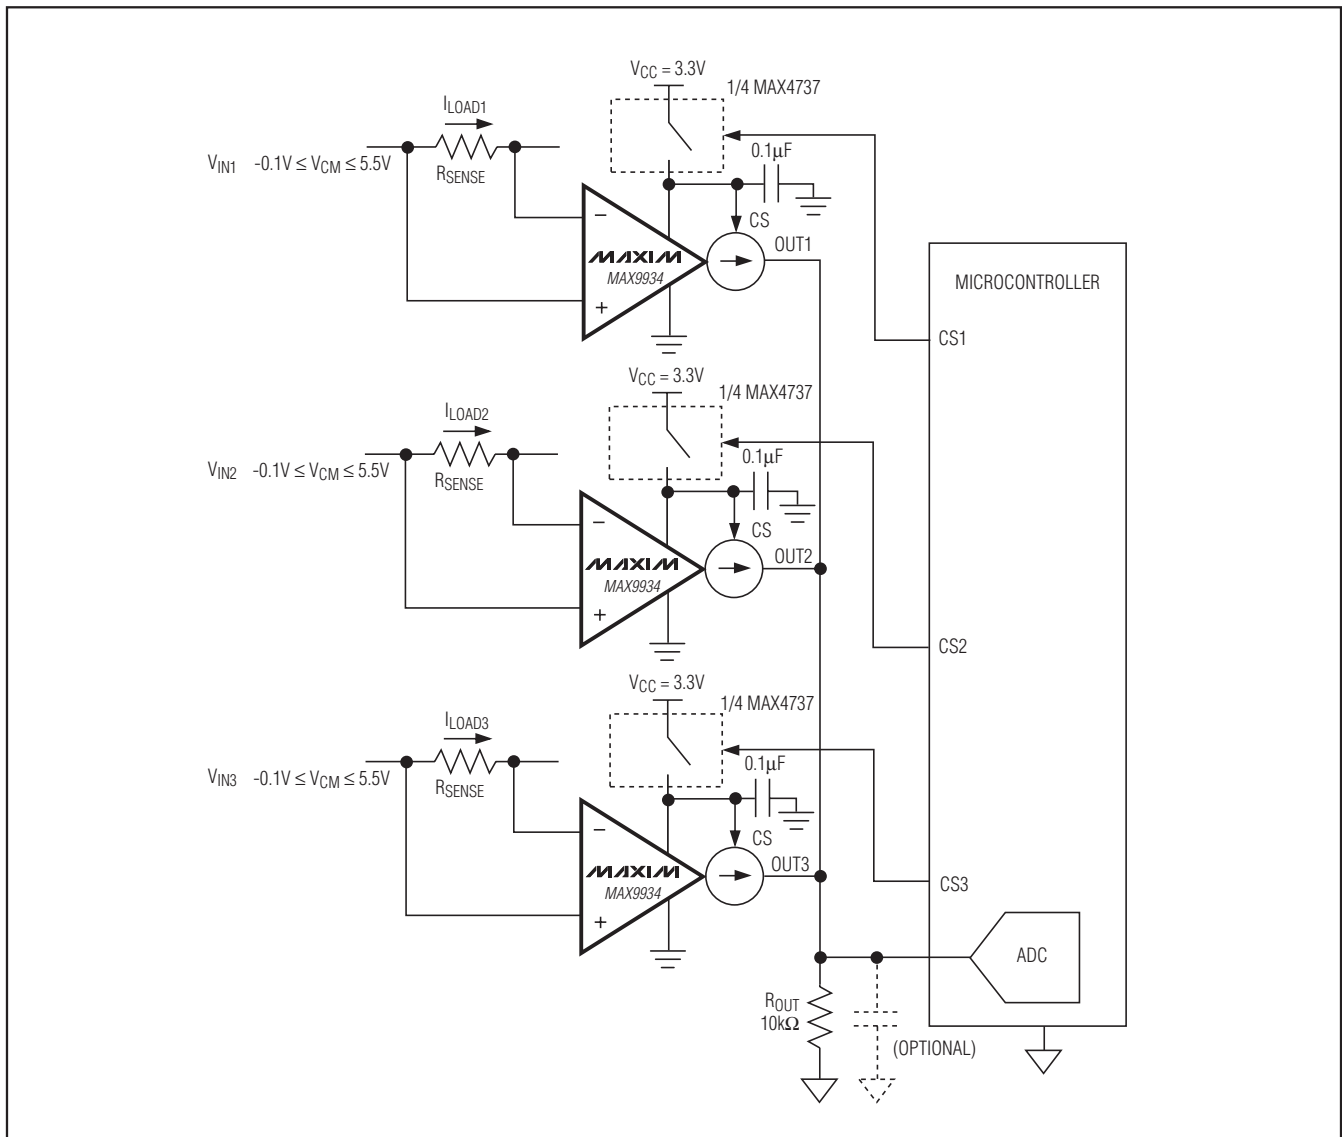 VCC = 3.3V
1/4 MAX4737
ILOAD1
0.1µF
VIN1 -0.1V ≤ VCM ≤ 5.5V
RSENSE
CS
−
OUT1
MAXIM
MAX9934
+
MICROCONTROLLER
CS1
VCC = 3.3V
1/4 MAX4737
ILOAD2
0.1µF
VIN2 -0.1V ≤ VCM ≤ 5.5V
RSENSE
CS
−
OUT2
MAXIM
MAX9934
+
CS2
VCC = 3.3V
1/4 MAX4737
ILOAD3
0.1µF
VIN3 -0.1V ≤ VCM ≤ 5.5V
RSENSE
CS
−
OUT3
MAXIM
MAX9934
+
CS3
ADC
ROUT
10kΩ
(OPTIONAL)